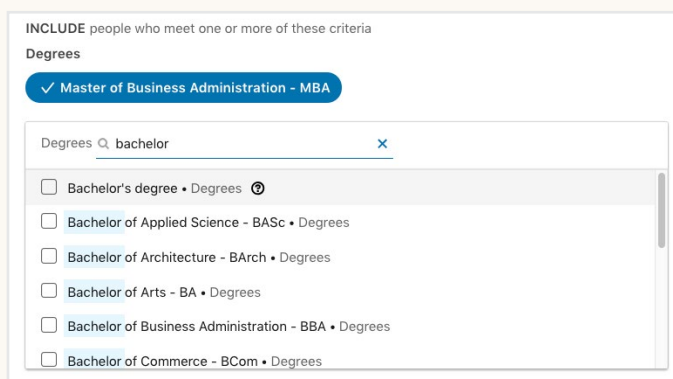 INCLUDE people who meet one or more of these criteria
Degrees
Master of Business Administration - MBA
Degrees bachelor
Bachelor's degree • Degrees
Bachelor of Applied Science - BASc • Degrees
Bachelor of Architecture - BArch • Degrees
Bachelor of Arts - BA • Degrees
Bachelor of Business Administration - BBA • Degrees
Bachelor of Commerce - BCom • Degrees